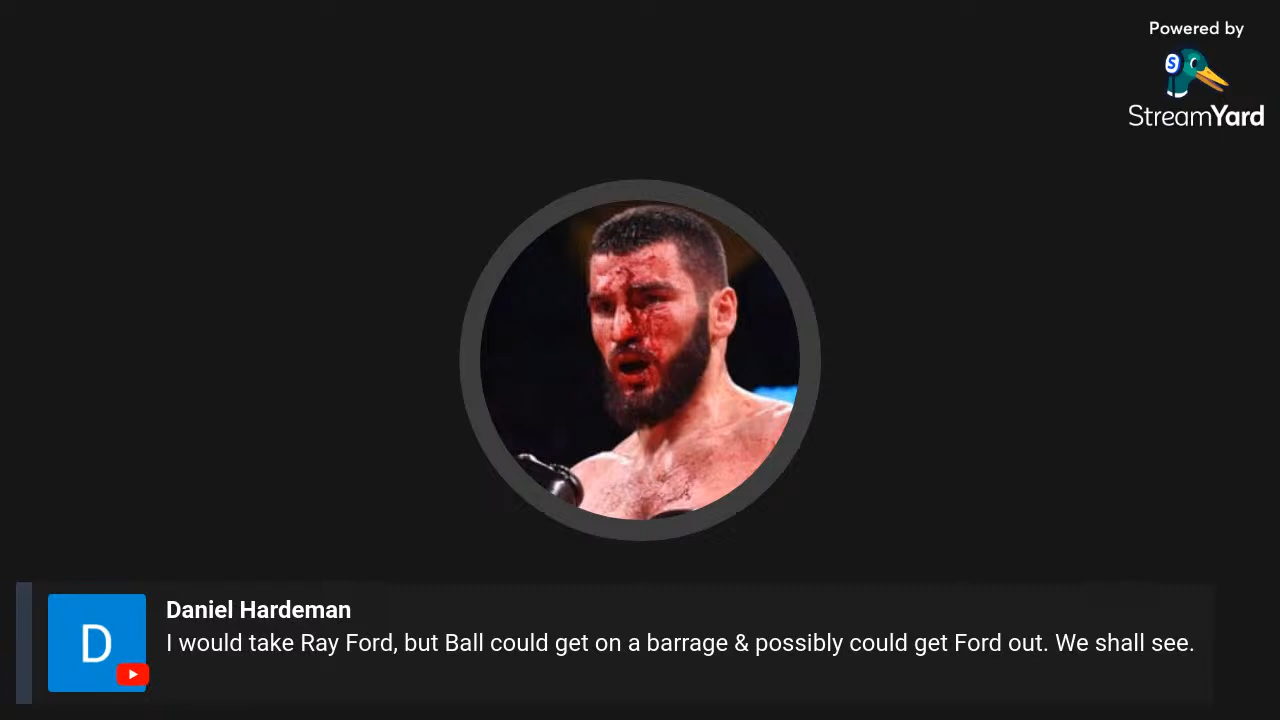 Powered by
S
StreamYard
D
Daniel Hardeman
I would take Ray Ford, but Ball could get on a barrage & possibly could get Ford out. We shall see.